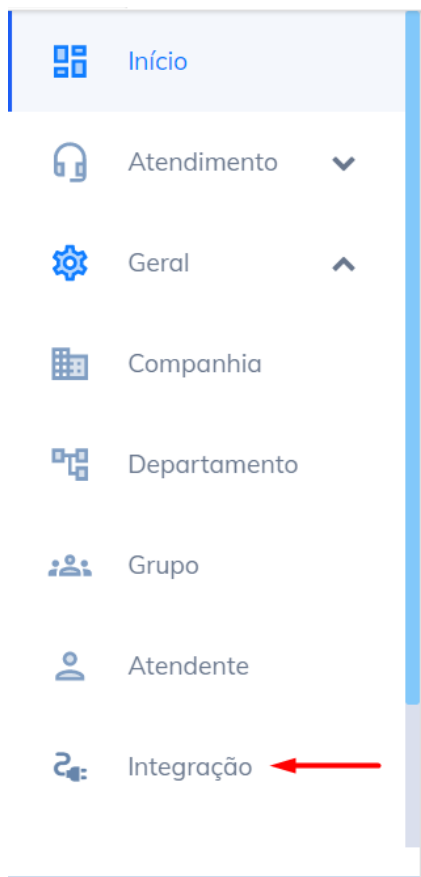 Início
Atendimento
Geral
Companhia
Departamento
Grupo
Atendente
Integração